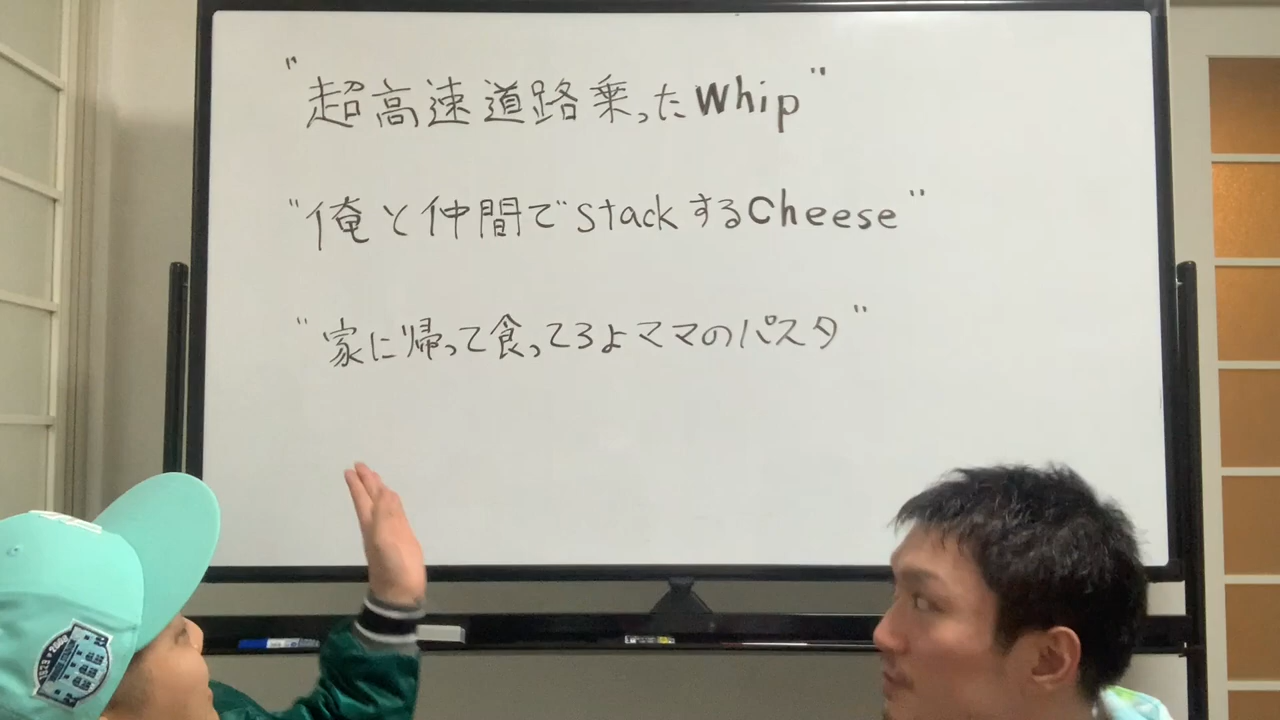 "超高速道路乗ったWhip"
"俺と仲間でstackするCheese"
"家に帰って食ってろよママのパスタ"